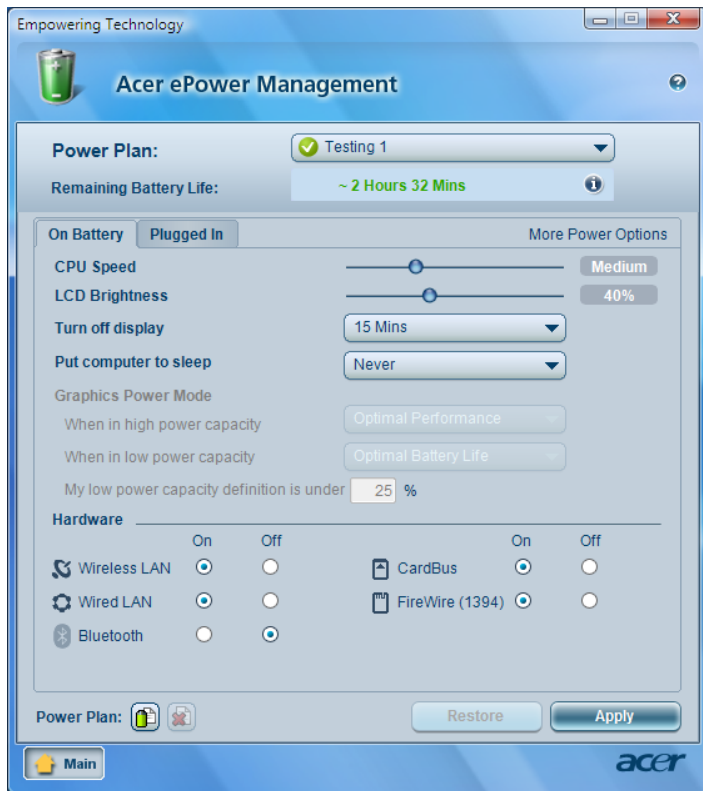 Empowering Technology
Acer ePower Management
Power Plan: Testing 1
Remaining Battery Life: ~ 2 Hours 32 Mins
On Battery Plugged In More Power Options
CPU Speed Medium
LCD Brightness 40%
Turn off display 15 Mins
Put computer to sleep Never
Graphics Power Mode
When in high power capacity Optimal Performance
When in low power capacity Optimal Battery Life
My low power capacity definition is under 25 %
Hardware
On Off On Off
Wireless LAN CardBus
Wired LAN FireWire (1394)
Bluetooth
Power Plan: Restore Apply
Main acer